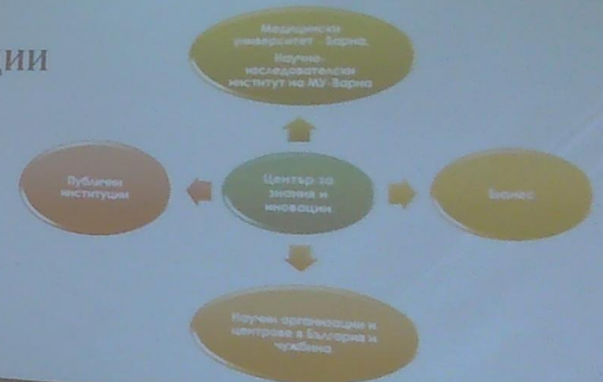 ции
Медицински
университет - Варна,
Научно-
изследователски
институт на МУ-Варна
Публични
институции
Център за
знания и
иновации
Бизнес
Научни организации и
центрове в България и
чужбина